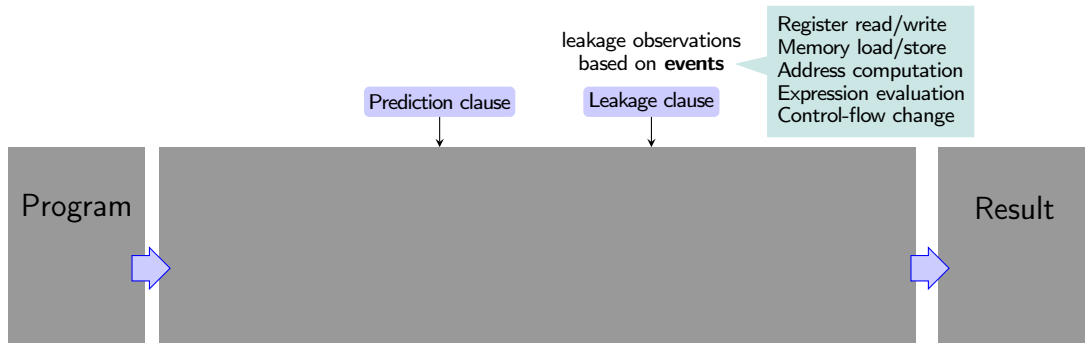 leakage observations
based on events
Register read/write
Memory load/store
Address computation
Expression evaluation
Control-flow change
Prediction clause
Leakage clause
Program
Result